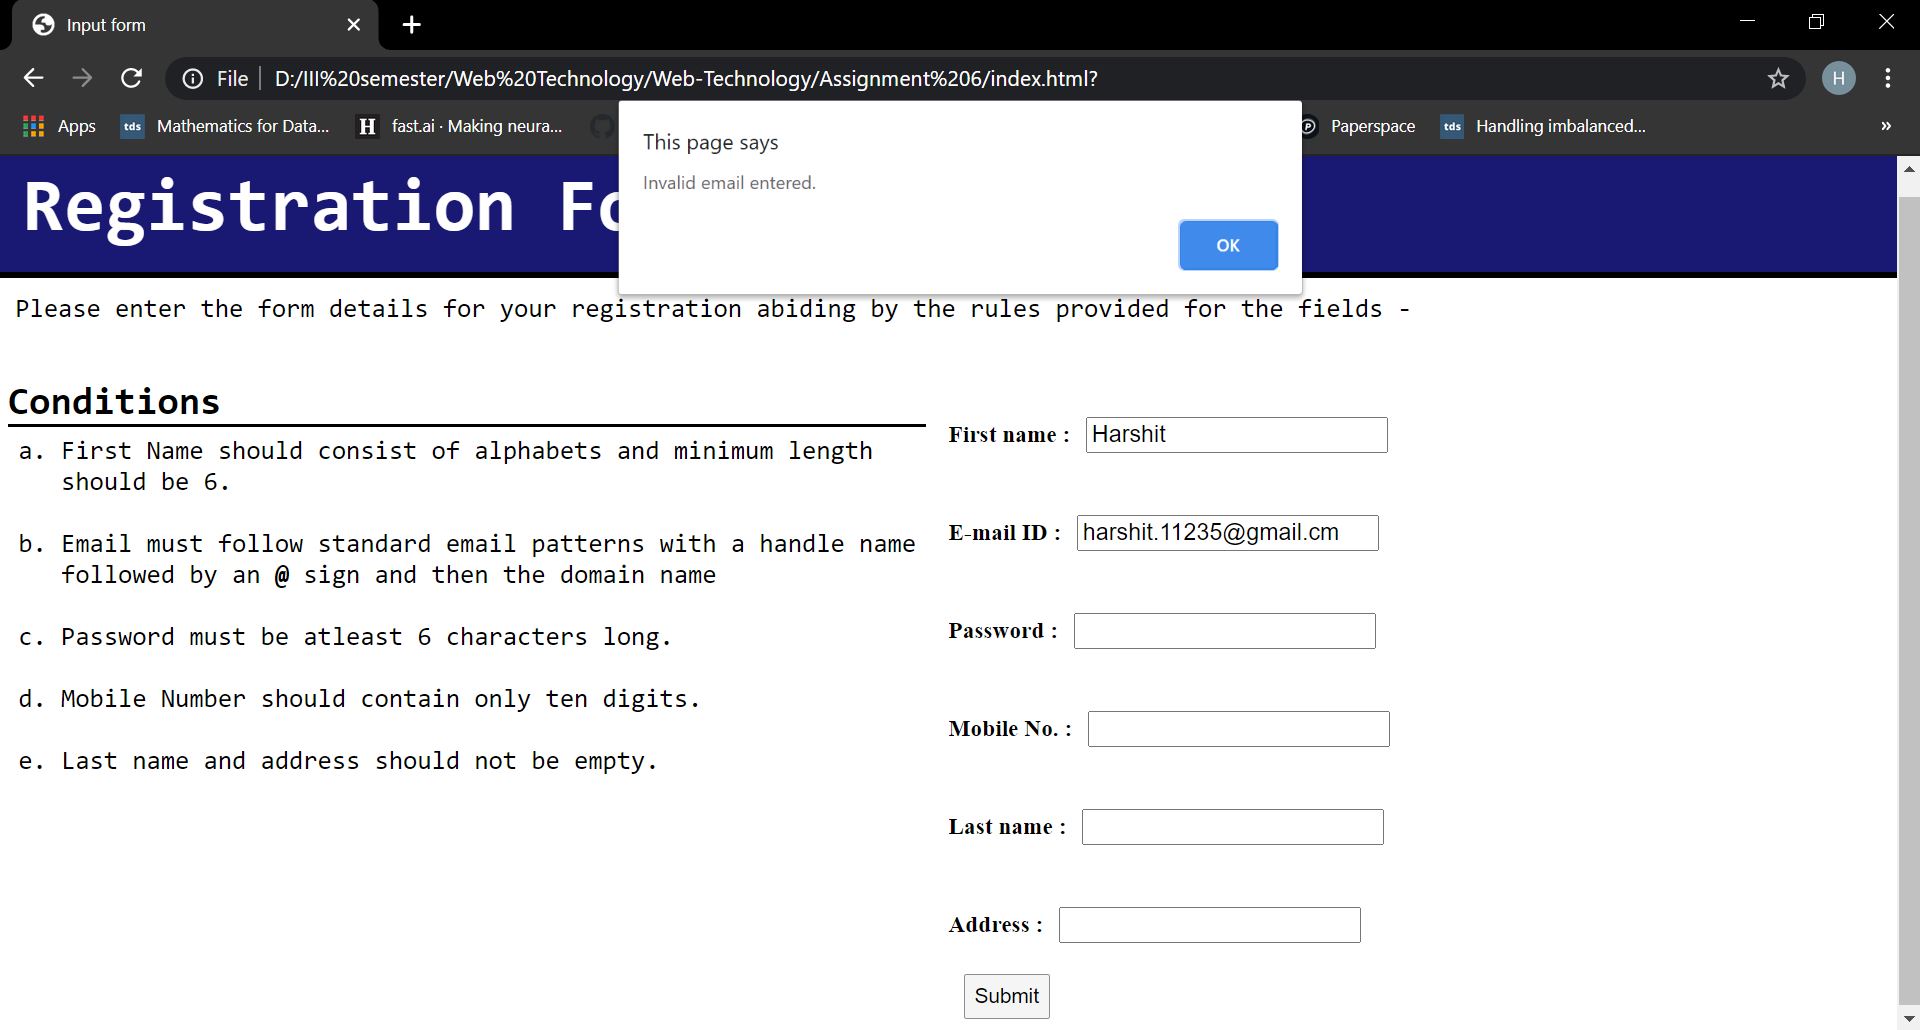 Input form
File D:/III%20semester/Web%20Technology/Web-Technology/Assignment%206/index.html?
H
Apps tds Mathematics for Data... H fast.ai · Making neura... Paperspace tds Handling imbalanced... »
This page says
Invalid email entered.
OK
Registration Fo
Please enter the form details for your registration abiding by the rules provided for the fields -
Conditions
a. First Name should consist of alphabets and minimum length
should be 6.
b. Email must follow standard email patterns with a handle name
followed by an @ sign and then the domain name
c. Password must be atleast 6 characters long.
d. Mobile Number should contain only ten digits.
e. Last name and address should not be empty.
First name : Harshit
E-mail ID : harshit.11235@gmail.cm
Password :
Mobile No. :
Last name :
Address :
Submit